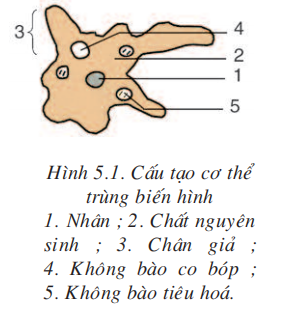 3
4
2
1
5
Hình 5.1. Cấu tạo cơ thể
trùng biến hình
1. Nhân ; 2. Chất nguyên
sinh ; 3. Chân giả ;
4. Không bào co bóp ;
5. Không bào tiêu hoá.